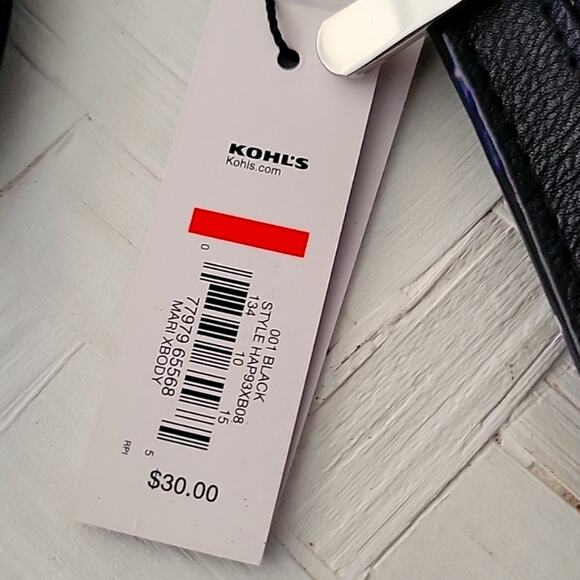 KOHL'S
Kohls.com
001 BLACK
STYLE HAP93XB08
134 10 15
0 77979 65568 5
MARI XBODY
RPI
$30.00